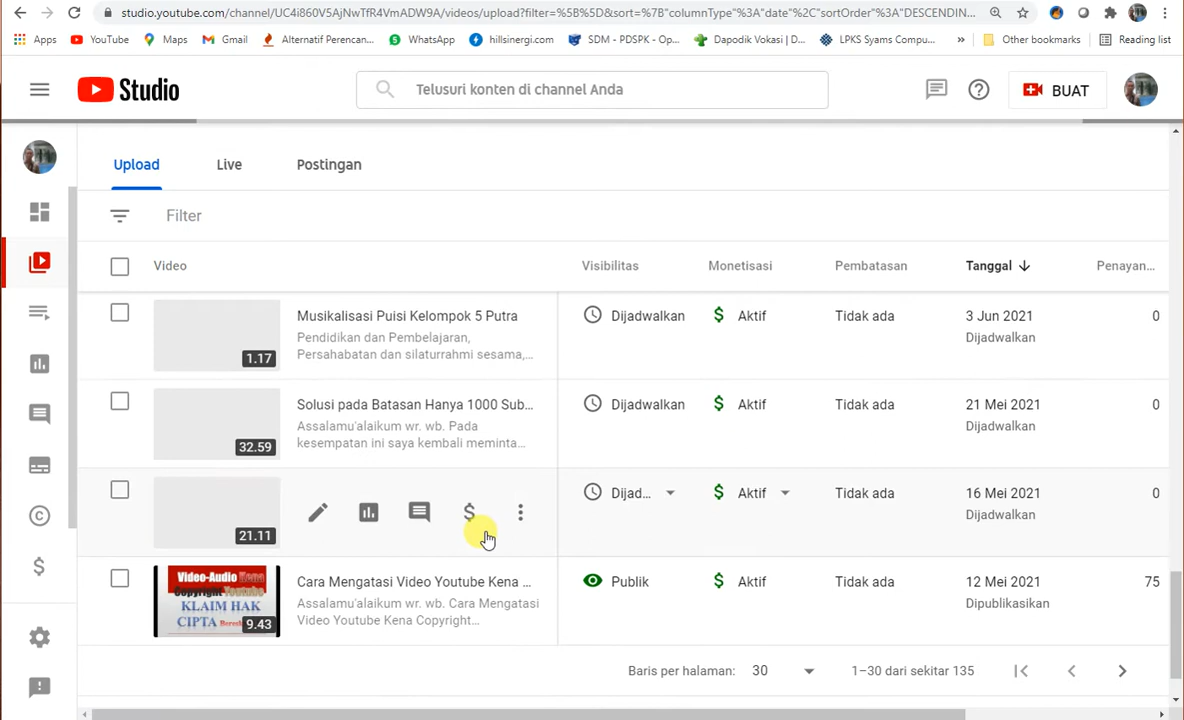 studio.youtube.com/channel/UC4i860V5AjNwTfR4VmADW9A/videos/upload?filter=%5B%5D&sort=%7B"columnType"%3A"date"%2C"sortOrder"%3A"DESCENDIN...
Apps YouTube Maps Gmail Alternatif Perencan... WhatsApp hillsinergi.com SDM - PDSPK - Op... Dapodik Vokasi | D... LPKS Syams Compu... » Other bookmarks Reading list
Studio Telusuri konten di channel Anda BUAT
Upload Live Postingan
Filter
Video Visibilitas Monetisasi Pembatasan Tanggal Penayan...
Musikalisasi Puisi Kelompok 5 Putra Dijadwalkan $ Aktif Tidak ada 3 Jun 2021 0
Pendidikan dan Pembelajaran, Dijadwalkan
1.17 Persahabatan dan silaturrahmi sesama,...
Solusi pada Batasan Hanya 1000 Sub... Dijadwalkan $ Aktif Tidak ada 21 Mei 2021 0
Assalamu'alaikum wr. wb. Pada Dijadwalkan
32.59 kesempatan ini saya kembali meminta...
Dijad... $ Aktif Tidak ada 16 Mei 2021 0
$ Dijadwalkan
21.11
Video-Audio Kena
Copyright Youtube
KLAIM HAK
CIPTA
9.43
Cara Mengatasi Video Youtube Kena ... Publik $ Aktif Tidak ada 12 Mei 2021 75
Assalamu'alaikum wr. wb. Cara Mengatasi Dipublikasikan
Video Youtube Kena Copyright...
Baris per halaman: 30 1–30 dari sekitar 135